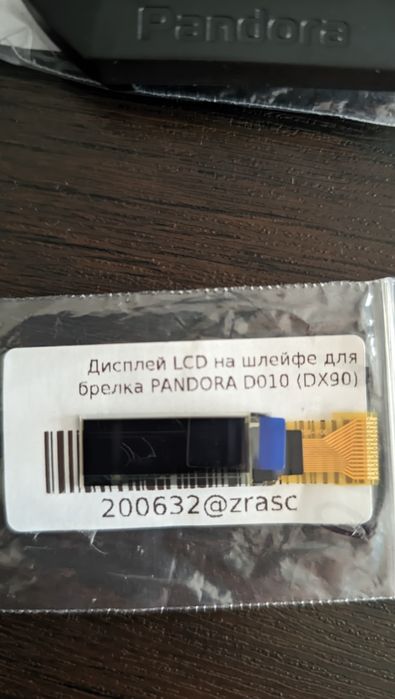 Pandora
Дисплей LCD на шлейфе для
брелка PANDORA D010 (DX90)
200632@zrasc